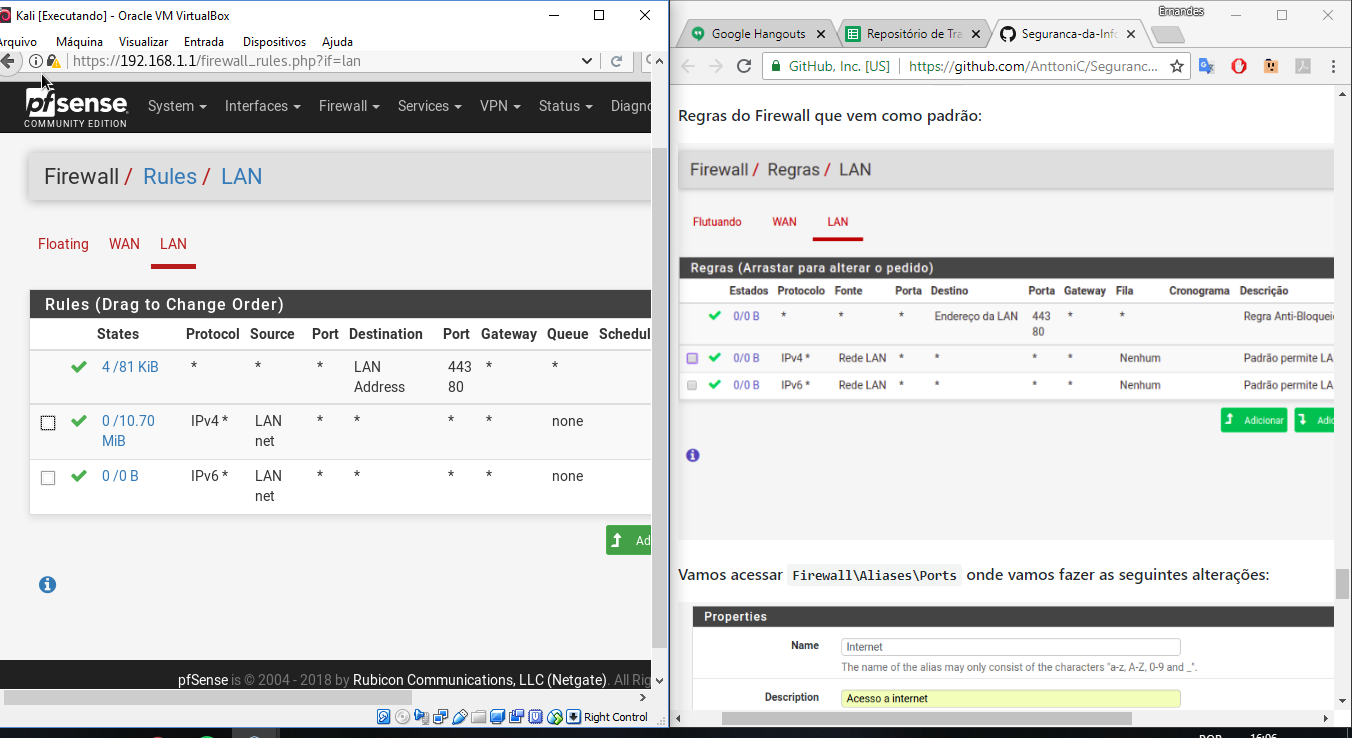 Kali [Executando] - Oracle VM VirtualBox
Arquivo Máquina Visualizar Entrada Dispositivos Ajuda
https://192.168.1.1/firewall_rules.php?if=lan
pfsense System Interfaces Firewall Services VPN Status Diagno
COMMUNITY EDITION
Firewall / Rules / LAN
Floating WAN LAN
Rules (Drag to Change Order)
States Protocol Source Port Destination Port Gateway Queue Schedul
4 /81 KiB * * * LAN 443 * *
Address 80
0 /10.70 IPv4 * LAN * * * * none
MiB net
0 /0 B IPv6 * LAN * * * * none
net
Ad
pfSense is © 2004 - 2018 by Rubicon Communications, LLC (Netgate). All Rig
Right Control
Ernandes
Google Hangouts Repositório de Tra Seguranca-da-Info
GitHub, Inc. [US] https://github.com/AnttoniC/Seguranc...
Regras do Firewall que vem como padrão:
Firewall / Regras / LAN
Flutuando WAN LAN
Regras (Arrastar para alterar o pedido)
Estados Protocolo Fonte Porta Destino Porta Gateway Fila Cronograma Descrição
0/0 B * * * Endereço da LAN 443 * * Regra Anti-Bloquei
80
0/0 B IPv4 * Rede LAN * * * * Nenhum Padrão permite LA
0/0 B IPv6 * Rede LAN * * * * Nenhum Padrão permite LA
Adicionar Adic
Vamos acessar Firewall\Aliases\Ports onde vamos fazer as seguintes alterações:
Properties
Name Internet
The name of the alias may only consist of the characters "a-z, A-Z, 0-9 and _".
Description Acesso a internet
POR 16:06